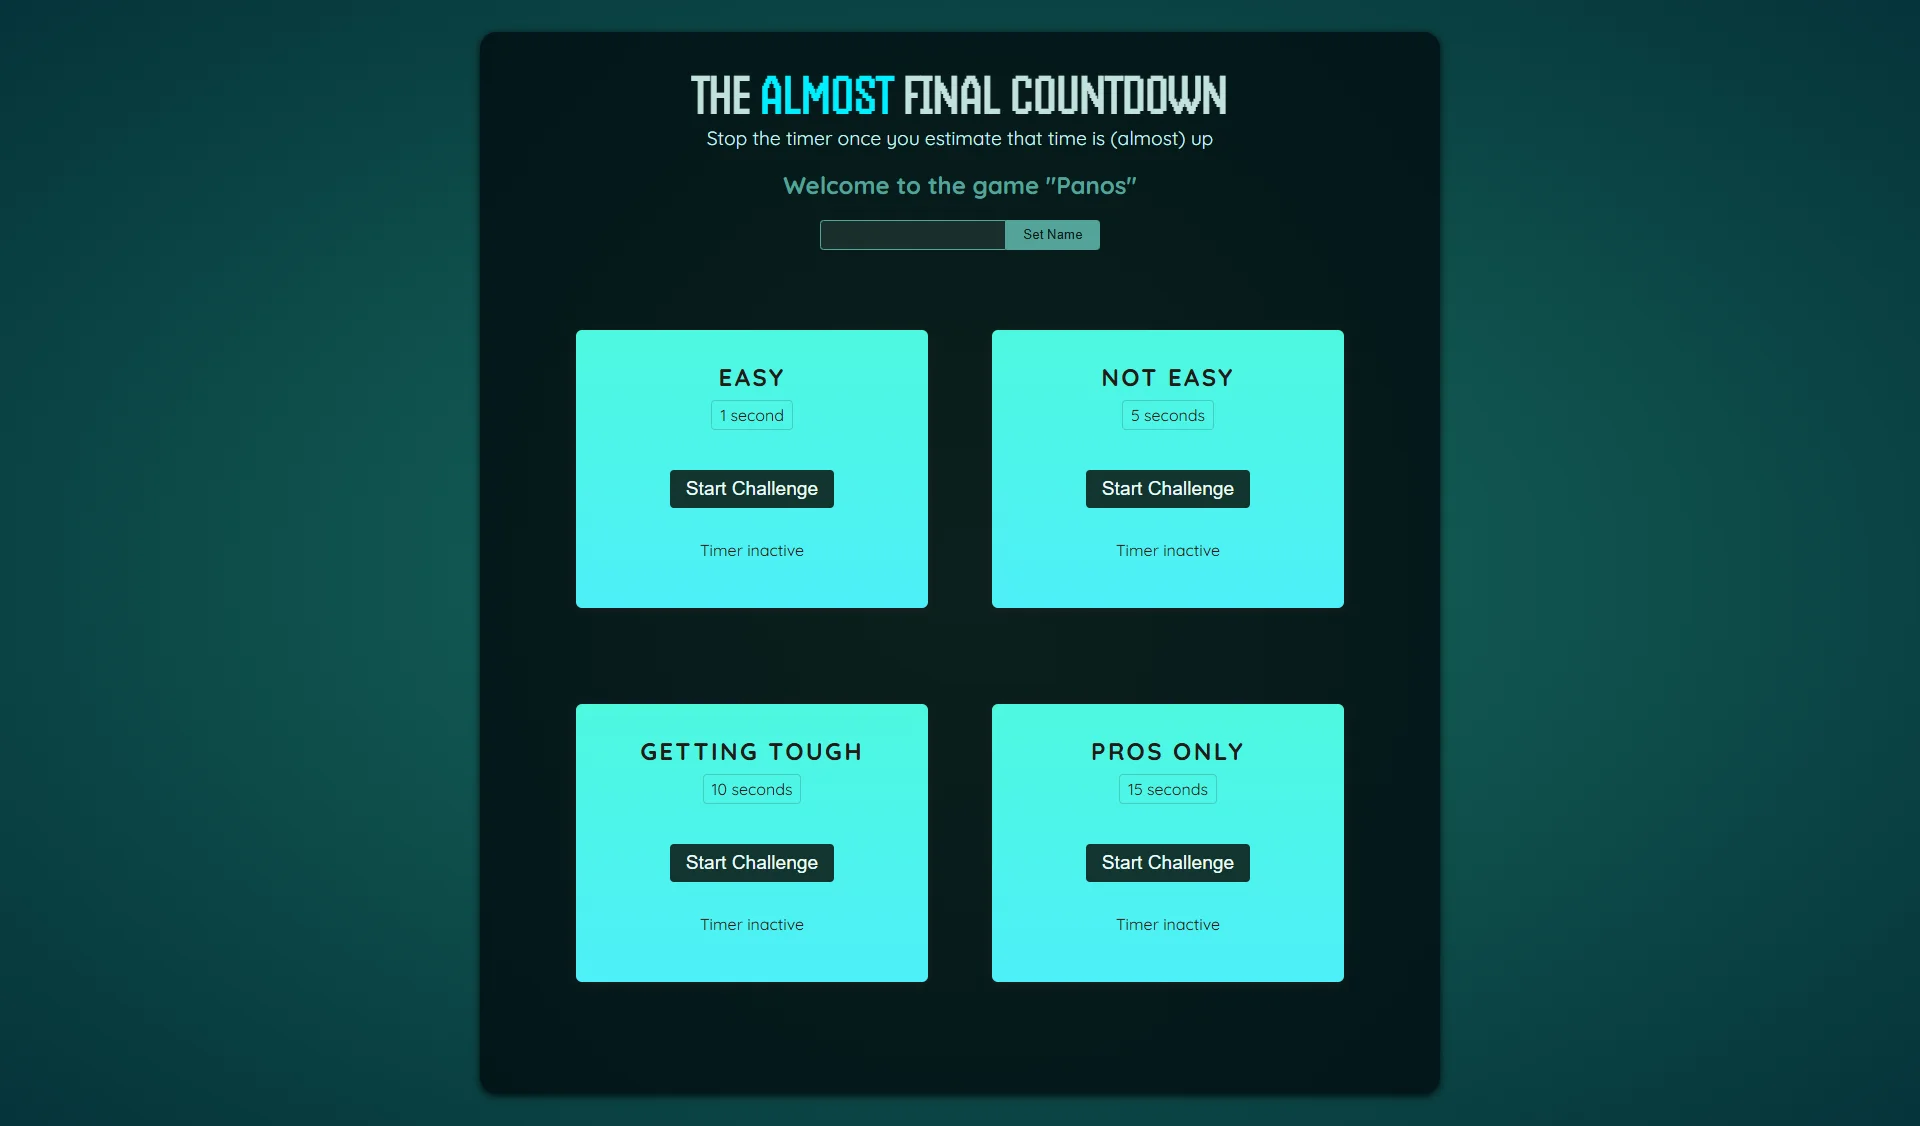 THE ALMOST FINAL COUNTDOWN
Stop the timer once you estimate that time is (almost) up
Welcome to the game "Panos"
Set Name
EASY
1 second
Start Challenge
Timer inactive
NOT EASY
5 seconds
Start Challenge
Timer inactive
GETTING TOUGH
10 seconds
Start Challenge
Timer inactive
PROS ONLY
15 seconds
Start Challenge
Timer inactive